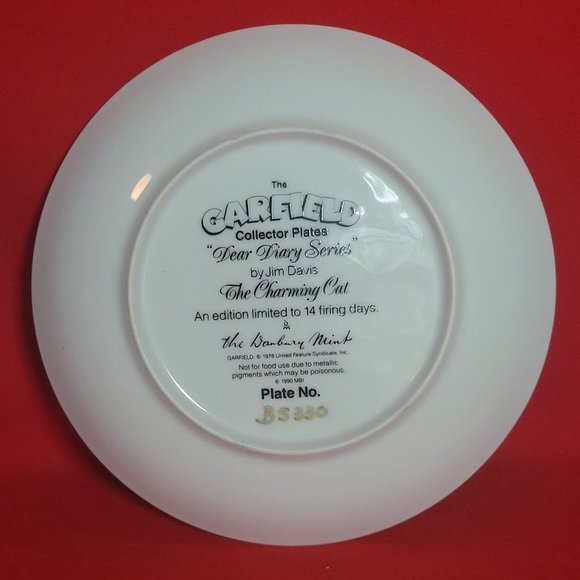 The
GARFIELD
Collector Plates
"Dear Diary Series"
by Jim Davis
The Charming Cat
An edition limited to 14 firing days.
The Danbury Mint
GARFIELD © 1978 United Feature Syndicate, Inc.
Not for food use due to metallic
pigments which may be poisonous.
© 1990 MBI
Plate No.
BS330